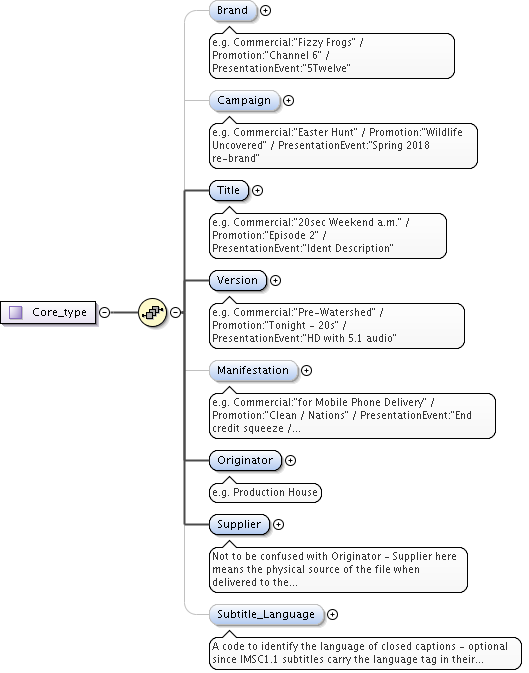 Brand
e.g. Commercial:"Fizzy Frogs" /
Promotion:"Channel 6" /
PresentationEvent:"5Twelve"
Campaign
e.g. Commercial:"Easter Hunt" / Promotion:"Wildlife
Uncovered" / PresentationEvent:"Spring 2018
re-brand"
Title
e.g. Commercial:"20sec Weekend a.m." /
Promotion:"Episode 2" /
PresentationEvent:"Ident Description"
Version
e.g. Commercial:"Pre-Watershed" /
Promotion:"Tonight - 20s" /
PresentationEvent:"HD with 5.1 audio"
Core_type
Manifestation
e.g. Commercial:"for Mobile Phone Delivery" /
Promotion:"Clean / Nations" / PresentationEvent:"End
credit squeeze /...
Originator
e.g. Production House
Supplier
Not to be confused with Originator - Supplier here
means the physical source of the file when
delivered to the...
Subtitle_Language
A code to identify the language of closed captions - optional
since IMSC1.1 subtitles carry the language tag in their...